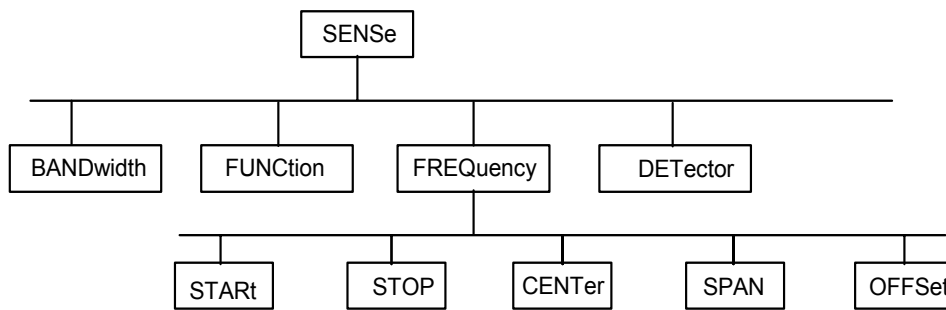 SENSe
BANDwidth FUNCtion FREQuency DETector
STARt STOP CENTer SPAN OFFSet